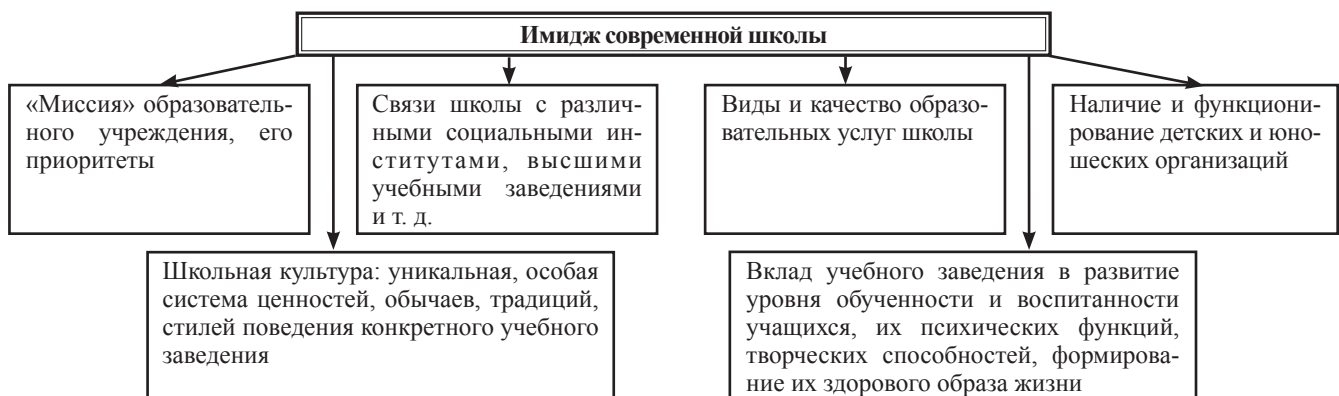 Имидж современной школы
«Миссия» образователь-
ного учреждения, его
приоритеты
Связи школы с различ-
ными социальными ин-
ститутами, высшими
учебными заведениями
и т. д.
Виды и качество образо-
вательных услуг школы
Наличие и функциони-
рование детских и юно-
шеских организаций
Школьная культура: уникальная, особая
система ценностей, обычаев, традиций,
стилей поведения конкретного учебного
заведения
Вклад учебного заведения в развитие
уровня обученности и воспитанности
учащихся, их психических функций,
творческих способностей, формирова-
ние их здорового образа жизни